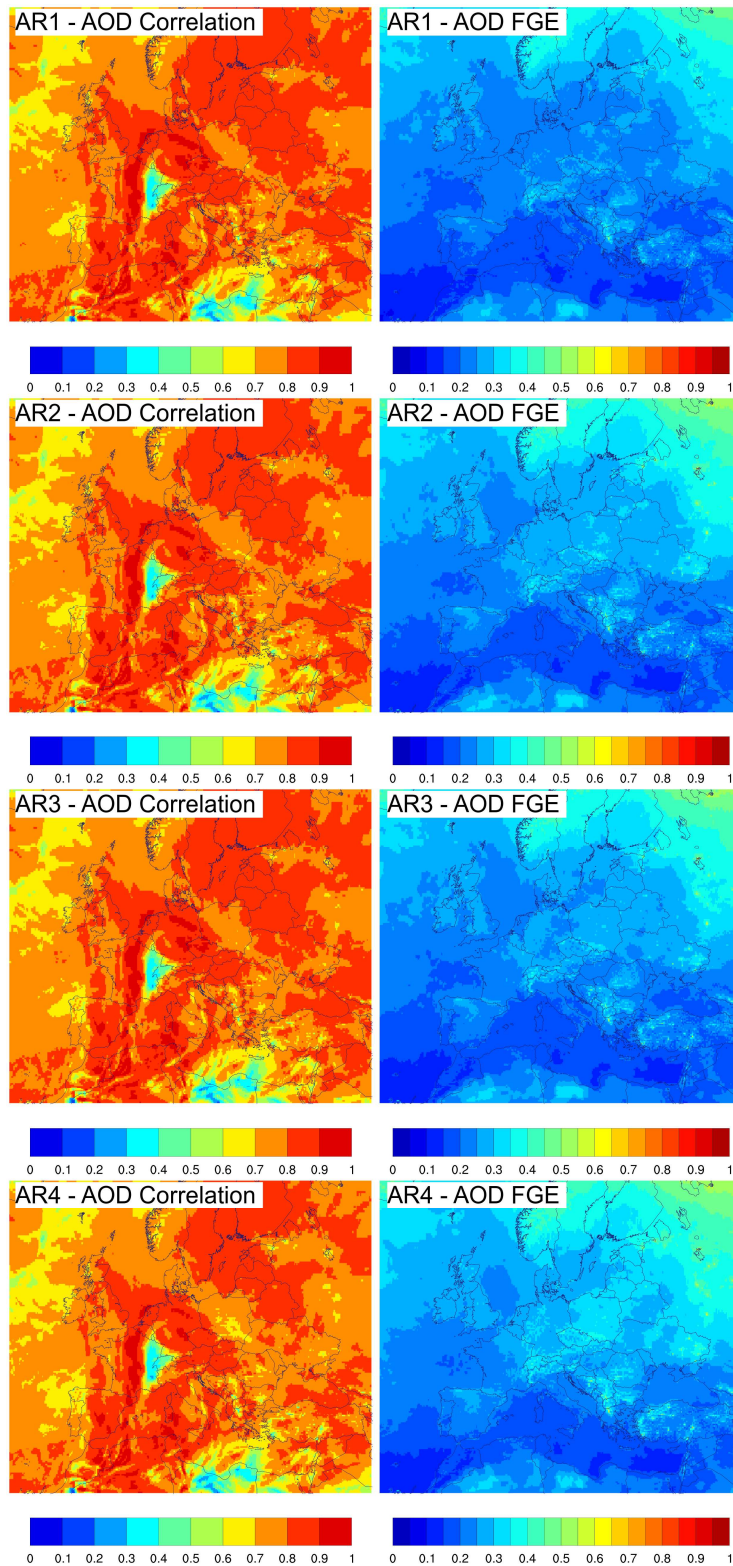 AR1 - AOD Correlation
AR1 - AOD FGE
0 0.1 0.2 0.3 0.4 0.5 0.6 0.7 0.8 0.9 1
0 0.1 0.2 0.3 0.4 0.5 0.6 0.7 0.8 0.9 1
AR2 - AOD Correlation
AR2 - AOD FGE
0 0.1 0.2 0.3 0.4 0.5 0.6 0.7 0.8 0.9 1
0 0.1 0.2 0.3 0.4 0.5 0.6 0.7 0.8 0.9 1
AR3 - AOD Correlation
AR3 - AOD FGE
0 0.1 0.2 0.3 0.4 0.5 0.6 0.7 0.8 0.9 1
0 0.1 0.2 0.3 0.4 0.5 0.6 0.7 0.8 0.9 1
AR4 - AOD Correlation
AR4 - AOD FGE
0 0.1 0.2 0.3 0.4 0.5 0.6 0.7 0.8 0.9 1
0 0.1 0.2 0.3 0.4 0.5 0.6 0.7 0.8 0.9 1